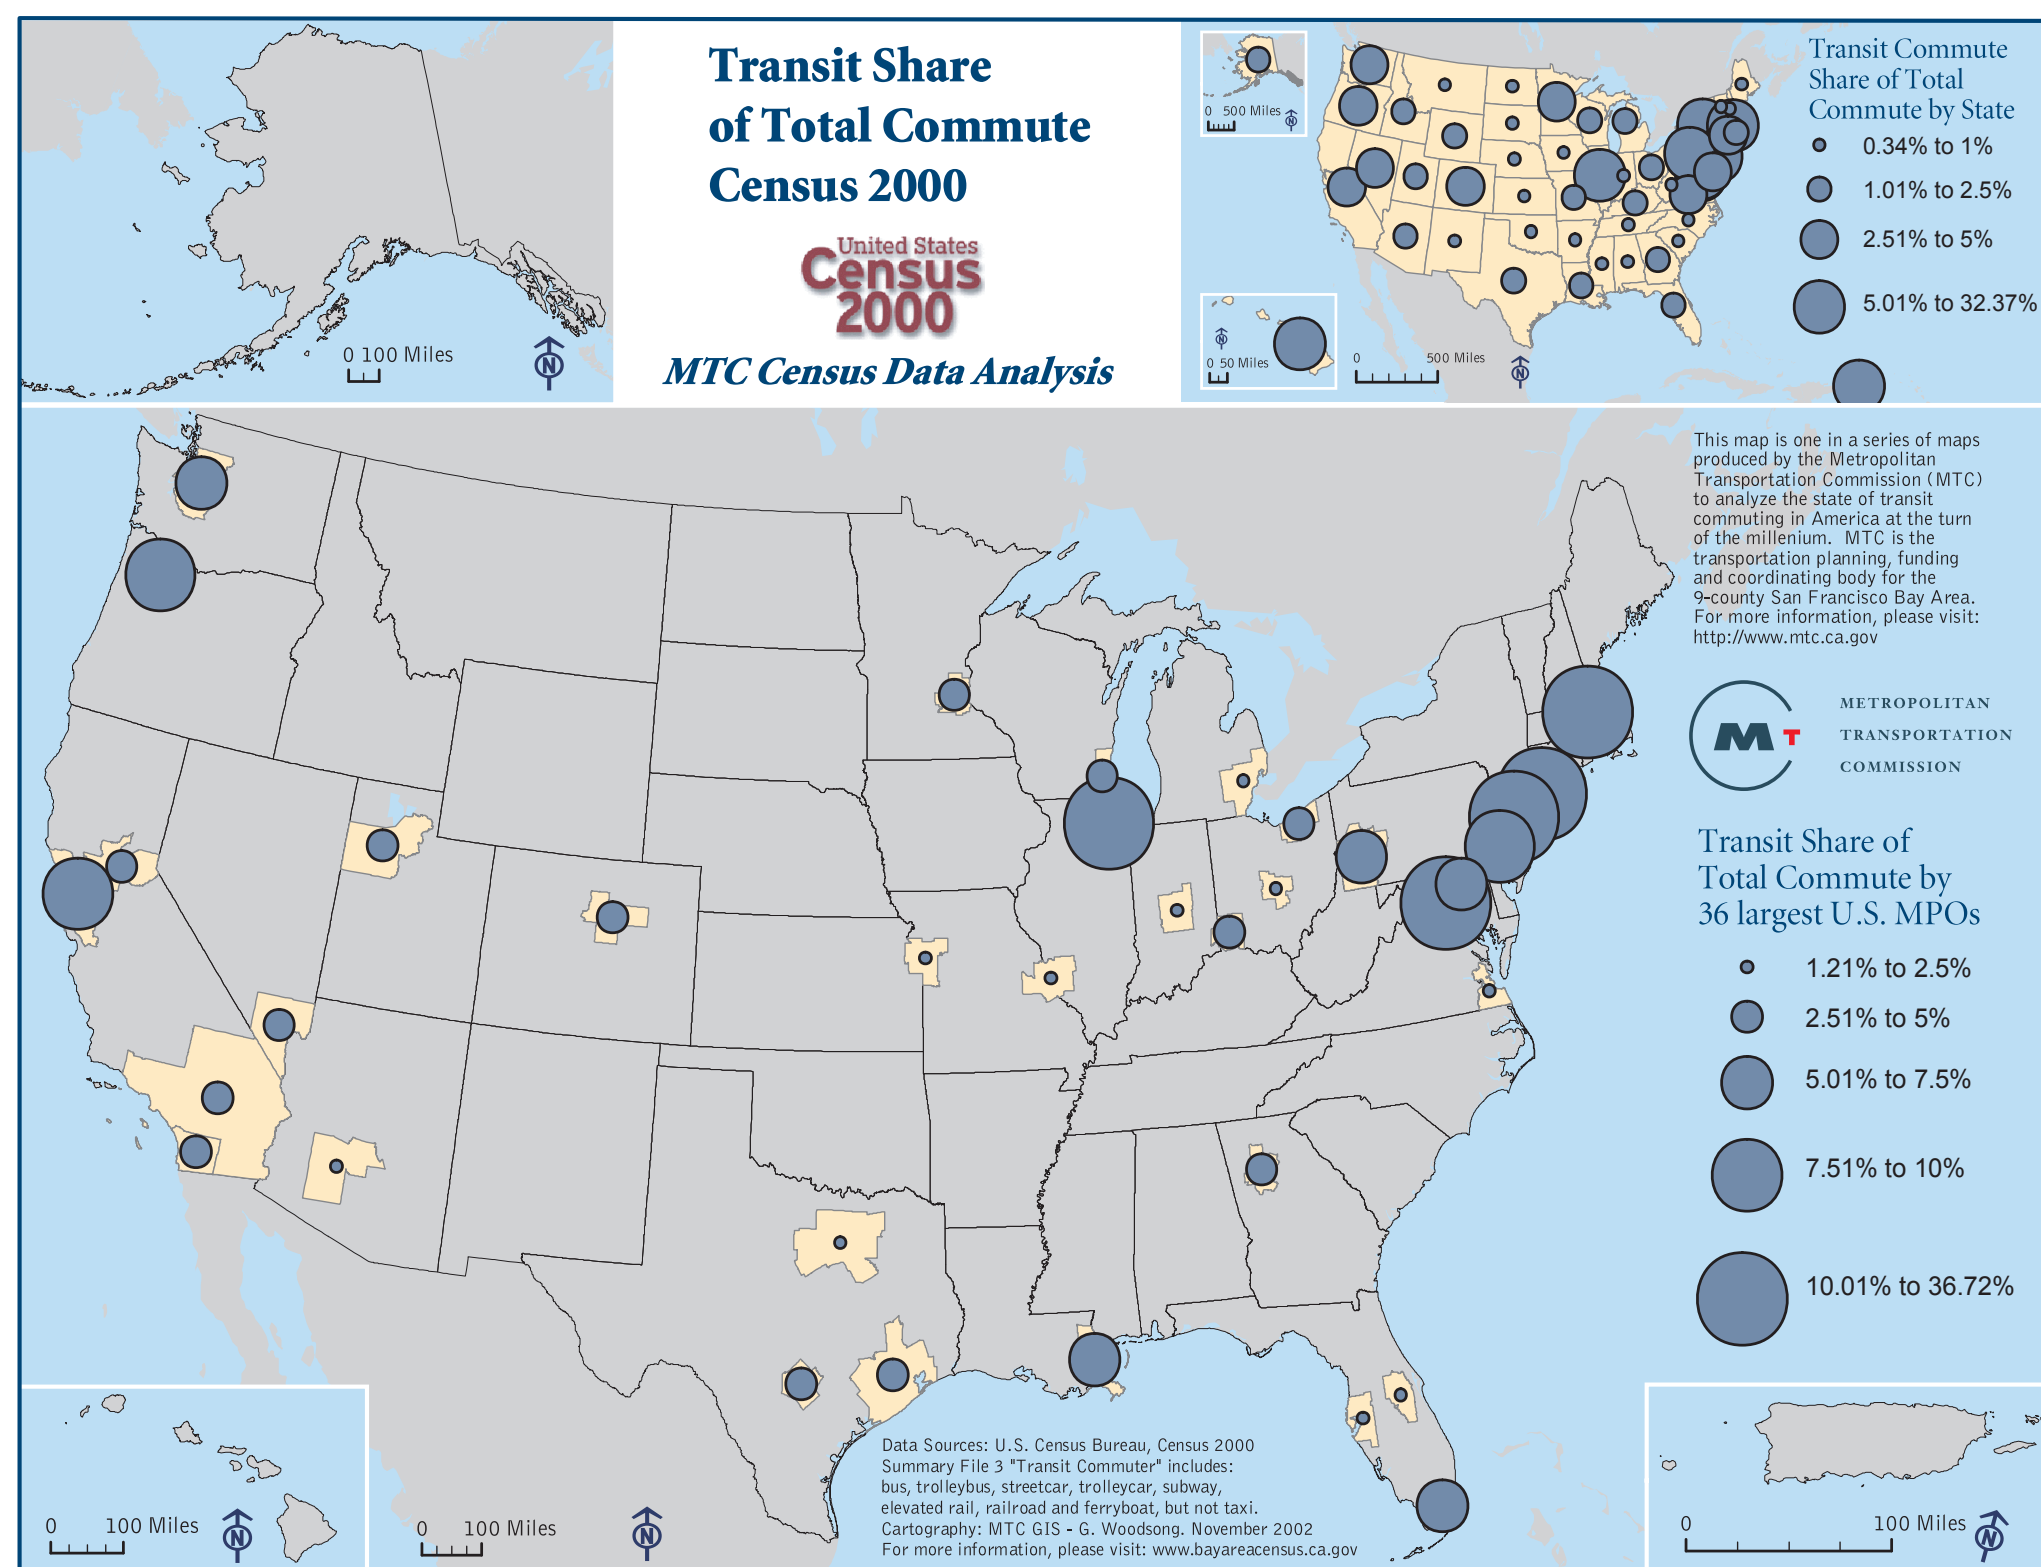 Transit Share
of Total Commute
Census 2000
United States
Census
2000
MTC Census Data Analysis
0 100 Miles
N
0 500 Miles
N
0 50 Miles
N
0 500 Miles
N
Transit Commute
Share of Total
Commute by State
0.34% to 1%
1.01% to 2.5%
2.51% to 5%
5.01% to 32.37%
This map is one in a series of maps
produced by the Metropolitan
Transportation Commission (MTC)
to analyze the state of transit
commuting in America at the turn
of the millenium. MTC is the
transportation planning, funding
and coordinating body for the
9-county San Francisco Bay Area.
For more information, please visit:
http://www.mtc.ca.gov
M T
METROPOLITAN
TRANSPORTATION
COMMISSION
Transit Share of
Total Commute by
36 largest U.S. MPOs
1.21% to 2.5%
2.51% to 5%
5.01% to 7.5%
7.51% to 10%
10.01% to 36.72%
Data Sources: U.S. Census Bureau, Census 2000
Summary File 3 "Transit Commuter" includes:
bus, trolleybus, streetcar, trolleycar, subway,
elevated rail, railroad and ferryboat, but not taxi.
Cartography: MTC GIS - G. Woodsong. November 2002
For more information, please visit: www.bayareacensus.ca.gov
0 100 Miles
N
0 100 Miles
N
0 100 Miles
N